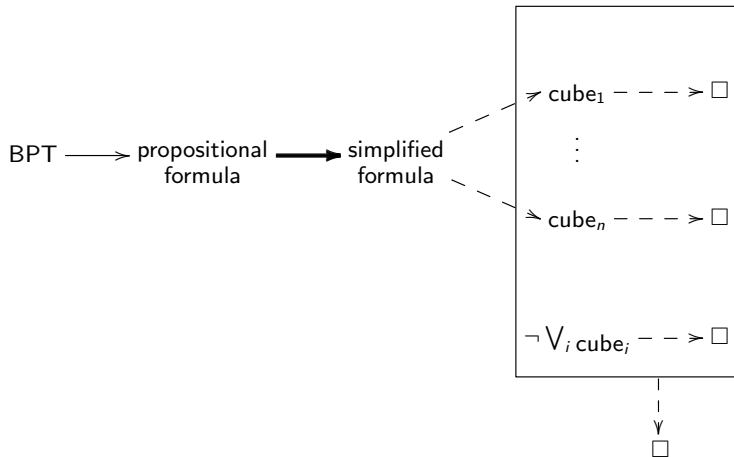 cube₁ □
⋮
BPT propositional formula simplified formula
cubeₙ □
¬ ⋁ᵢ cubeᵢ □
□